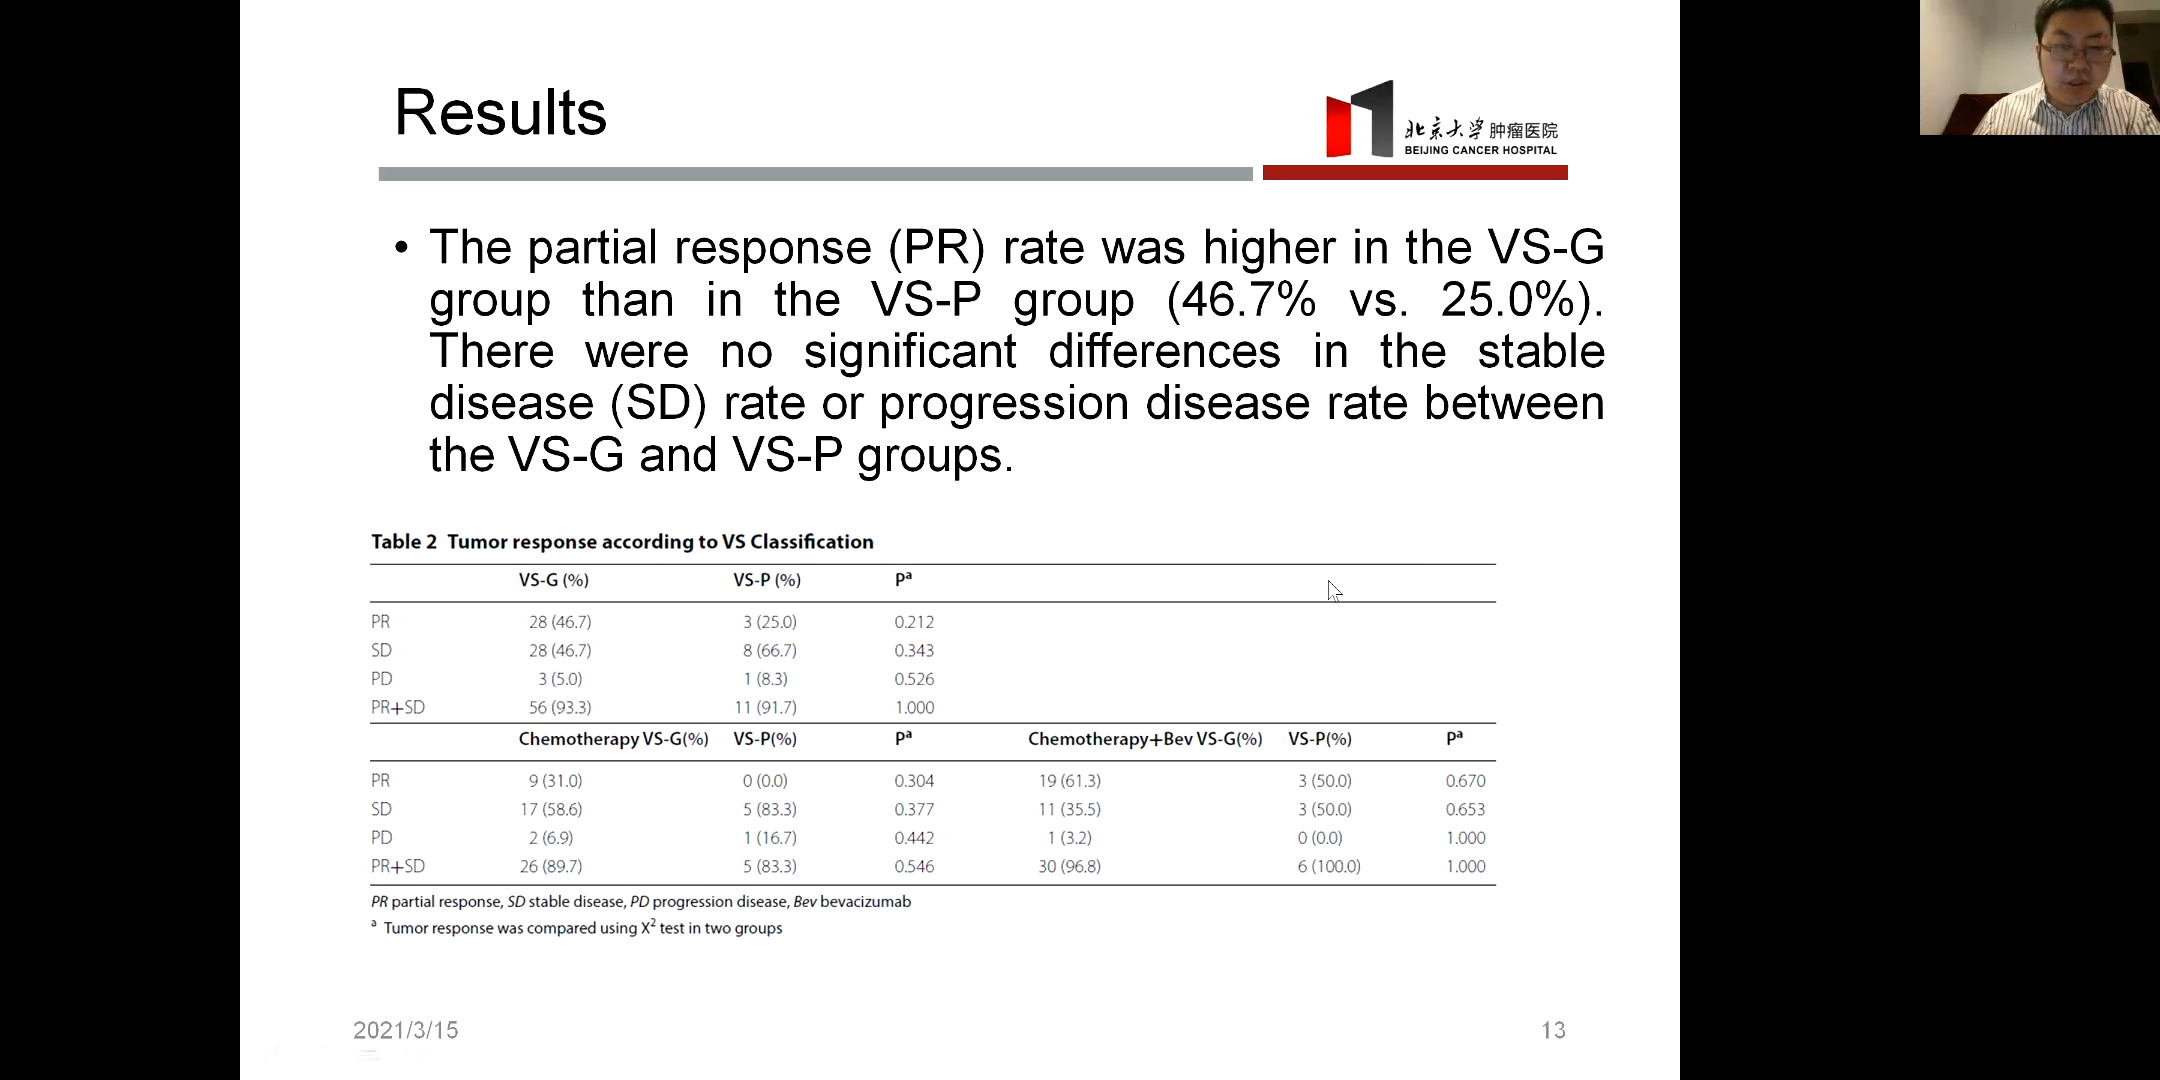 Results
北京大学肿瘤医院
BEIJING CANCER HOSPITAL
• The partial response (PR) rate was higher in the VS-G
group than in the VS-P group (46.7% vs. 25.0%).
There were no significant differences in the stable
disease (SD) rate or progression disease rate between
the VS-G and VS-P groups.
Table 2 Tumor response according to VS Classification
VS-G (%) VS-P (%) Pᵃ
PR 28 (46.7) 3 (25.0) 0.212
SD 28 (46.7) 8 (66.7) 0.343
PD 3 (5.0) 1 (8.3) 0.526
PR+SD 56 (93.3) 11 (91.7) 1.000
Chemotherapy VS-G(%) VS-P(%) Pᵃ Chemotherapy+Bev VS-G(%) VS-P(%) Pᵃ
PR 9 (31.0) 0 (0.0) 0.304 19 (61.3) 3 (50.0) 0.670
SD 17 (58.6) 5 (83.3) 0.377 11 (35.5) 3 (50.0) 0.653
PD 2 (6.9) 1 (16.7) 0.442 1 (3.2) 0 (0.0) 1.000
PR+SD 26 (89.7) 5 (83.3) 0.546 30 (96.8) 6 (100.0) 1.000
PR partial response, SD stable disease, PD progression disease, Bev bevacizumab
ᵃ Tumor response was compared using X² test in two groups
2021/3/15
13